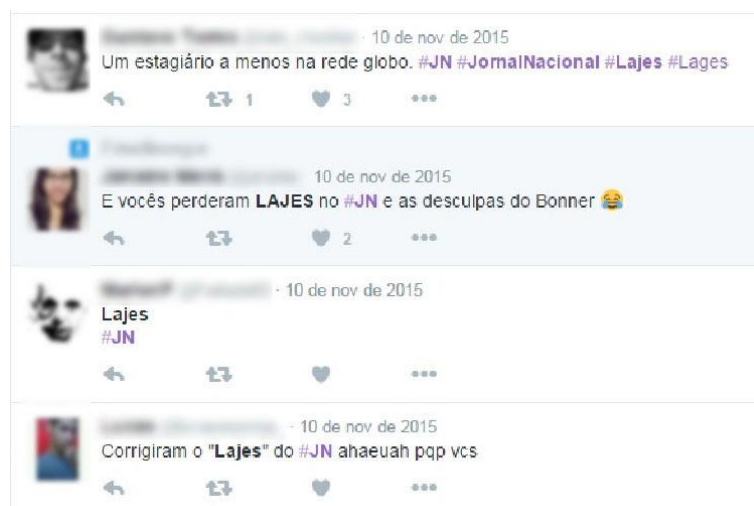 · 10 de nov de 2015
Um estagiário a menos na rede globo. #JN #JornalNacional #Lajes #Lages
1 3
10 de nov de 2015
E vocês perderam LAJES no #JN e as desculpas do Bonner 😂
2
· 10 de nov de 2015
Lajes
#JN
· 10 de nov de 2015
Corrigiram o "Lajes" do #JN ahaeuah pqp vcs